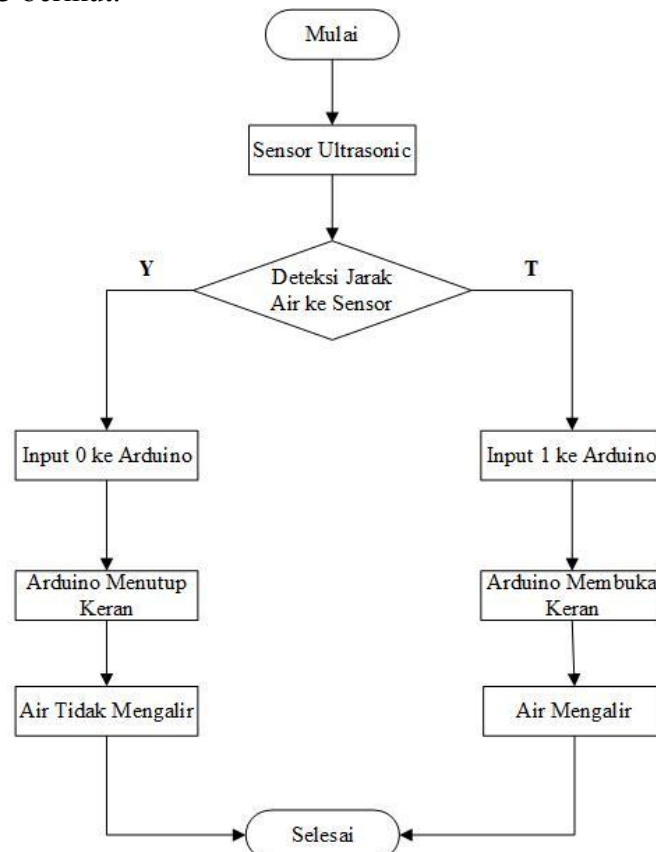 berikut.
Mulai
Sensor Ultrasonic
Y
T
Deteksi Jarak
Air ke Sensor
Input 0 ke Arduino
Input 1 ke Arduino
Arduino Menutup
Keran
Arduino Membuka
Keran
Air Tidak Mengalir
Air Mengalir
Selesai